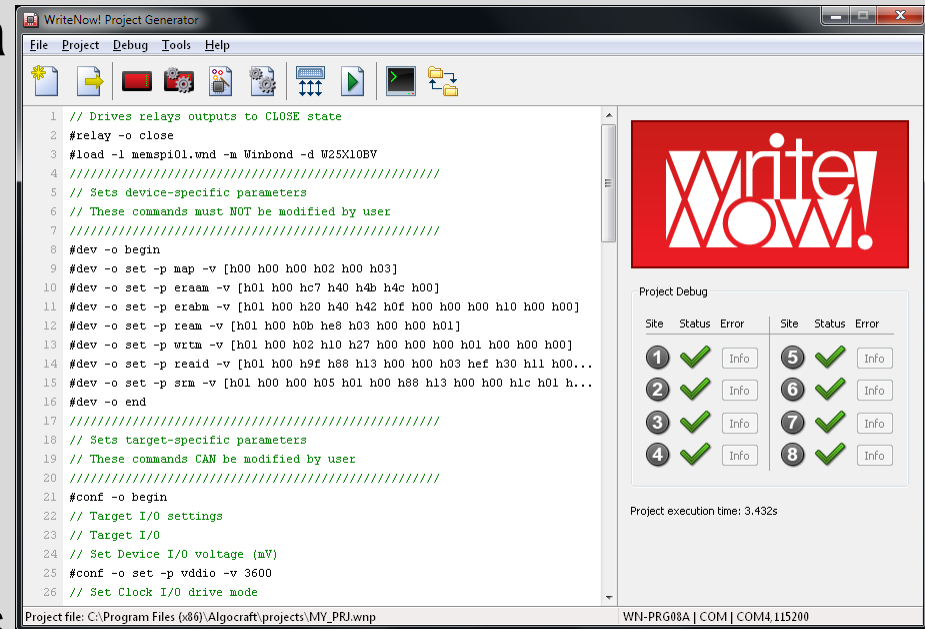 WriteNow! Project Generator
File Project Debug Tools Help
1 // Drives relays outputs to CLOSE state
2 #relay -o close
3 #load -l memspi01.wnd -m Winbond -d W25X10BV
4 /////////////////////////////////////////////////////
5 // Sets device-specific parameters
6 // These commands must NOT be modified by user
7 /////////////////////////////////////////////////////
8 #dev -o begin
9 #dev -o set -p map -v [h00 h00 h00 h02 h00 h03]
10 #dev -o set -p eraam -v [h01 h00 hc7 h40 h4b h4c h00]
11 #dev -o set -p erabm -v [h01 h00 h20 h40 h42 h0f h00 h00 h00 h10 h00 h00]
12 #dev -o set -p ream -v [h01 h00 h0b he8 h03 h00 h00 h01]
13 #dev -o set -p wrtm -v [h01 h00 h02 h10 h27 h00 h00 h00 h01 h00 h00 h00]
14 #dev -o set -p reaid -v [h01 h00 h9f h88 h13 h00 h00 h03 hef h30 h11 h00...
15 #dev -o set -p srm -v [h01 h00 h00 h05 h01 h00 h88 h13 h00 h00 h1c h01 h...
16 #dev -o end
17 /////////////////////////////////////////////////////
18 // Sets target-specific parameters
19 // These commands CAN be modified by user
20 /////////////////////////////////////////////////////
21 #conf -o begin
22 // Target I/O settings
23 // Target I/O
24 // Set Device I/O voltage (mV)
25 #conf -o set -p vddio -v 3600
26 // Set Clock I/O drive mode
Write
NOW!
Project Debug
Site Status Error Site Status Error
1 Info 5 Info
2 Info 6 Info
3 Info 7 Info
4 Info 8 Info
Project execution time: 3.432s
Project file: C:\Program Files (x86)\Algocraft\projects\MY_PRJ.wnp WN-PRG08A | COM | COM4,115200